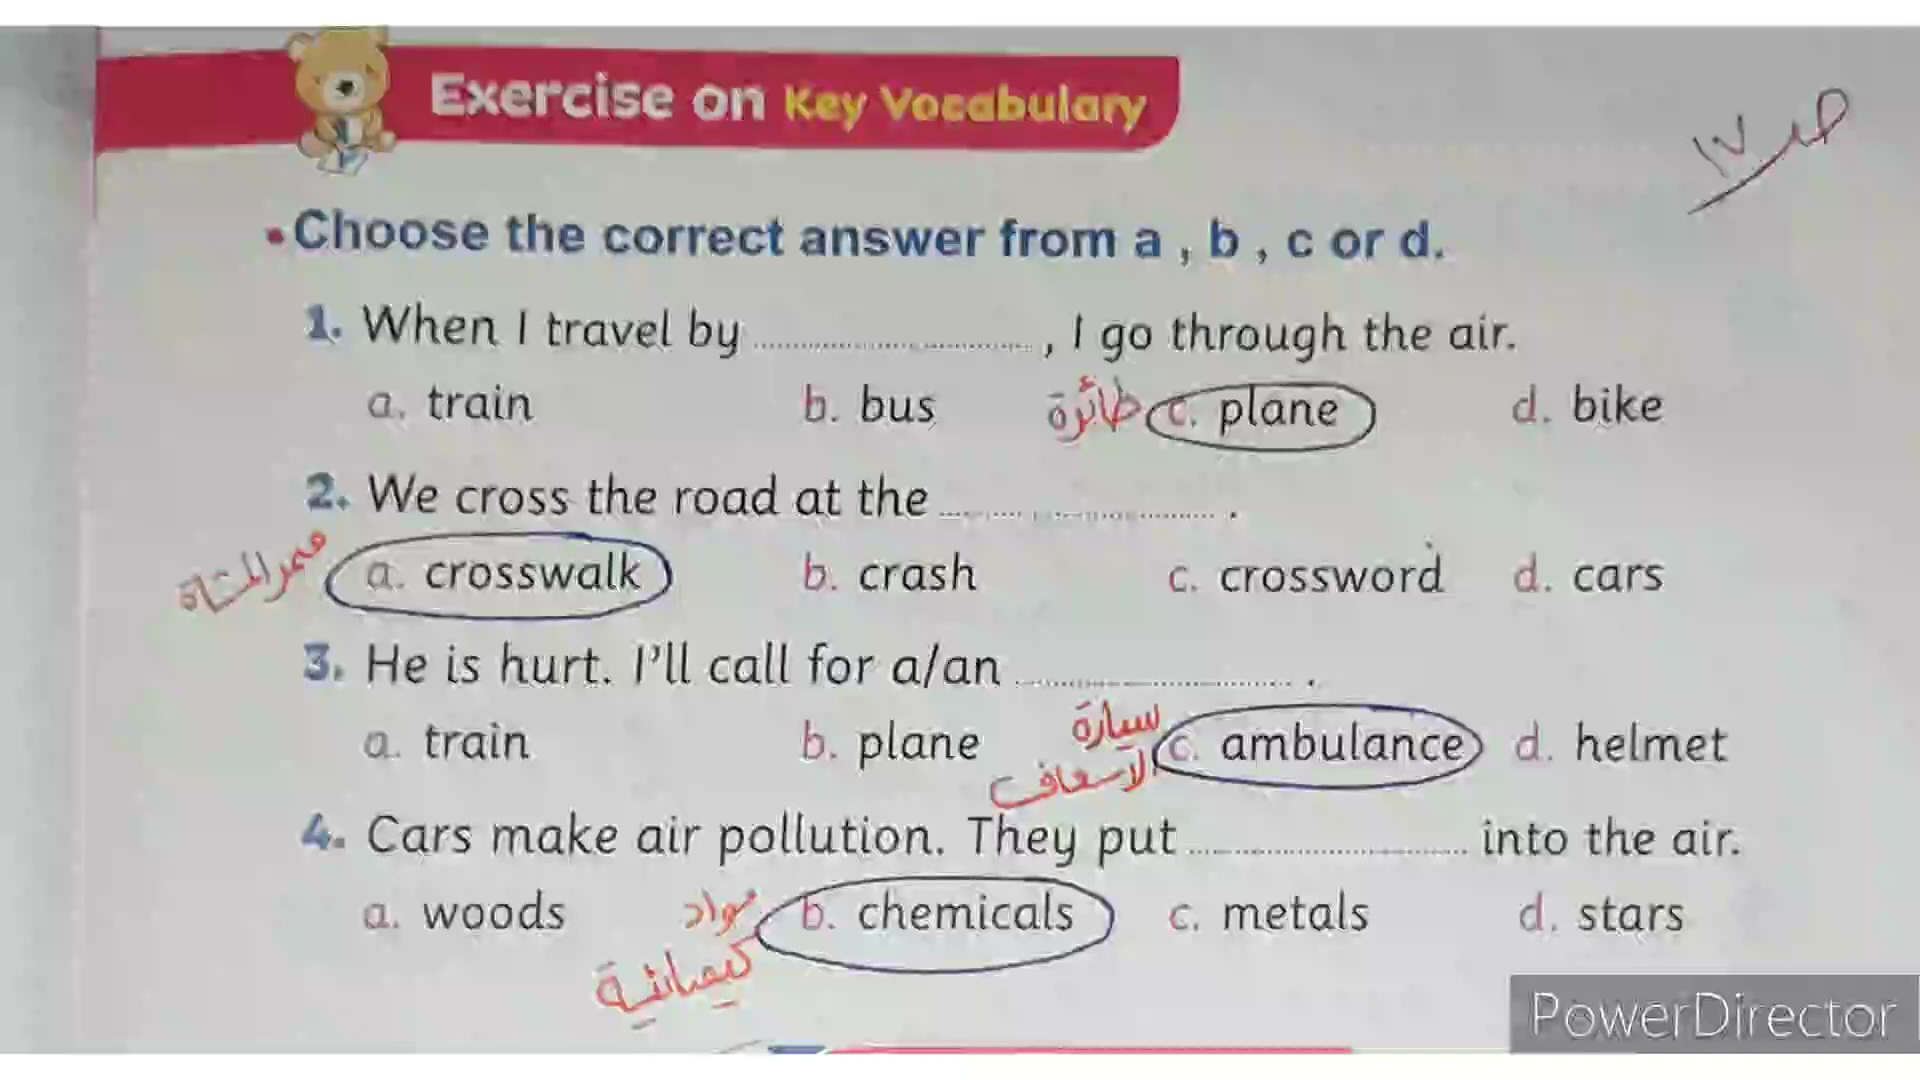 Exercise on Key Vocabulary
صـ ١٧
• Choose the correct answer from a , b , c or d.
1. When I travel by ........................ , I go through the air.
a. train b. bus طائرة c. plane d. bike
2. We cross the road at the ........................ .
ممر المشاة a. crosswalk b. crash c. crossword d. cars
3. He is hurt. I'll call for a/an ........................ .
a. train b. plane سيارة c. ambulance d. helmet
الاسعاف
4. Cars make air pollution. They put ........................ into the air.
a. woods مواد b. chemicals c. metals d. stars
كيميائية
PowerDirector